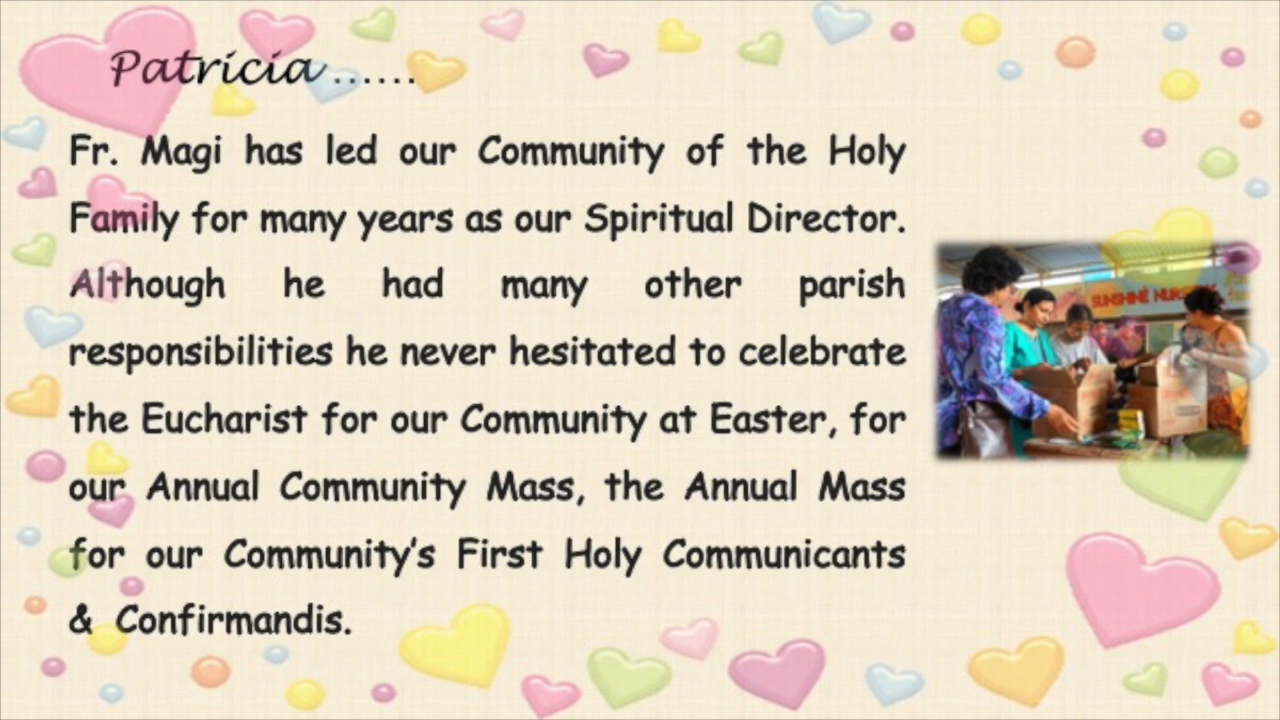 Patricia ......
Fr. Magi has led our Community of the Holy
Family for many years as our Spiritual Director.
Although he had many other parish
responsibilities he never hesitated to celebrate
the Eucharist for our Community at Easter, for
our Annual Community Mass, the Annual Mass
for our Community's First Holy Communicants
& Confirmandis.
SUNSHINE